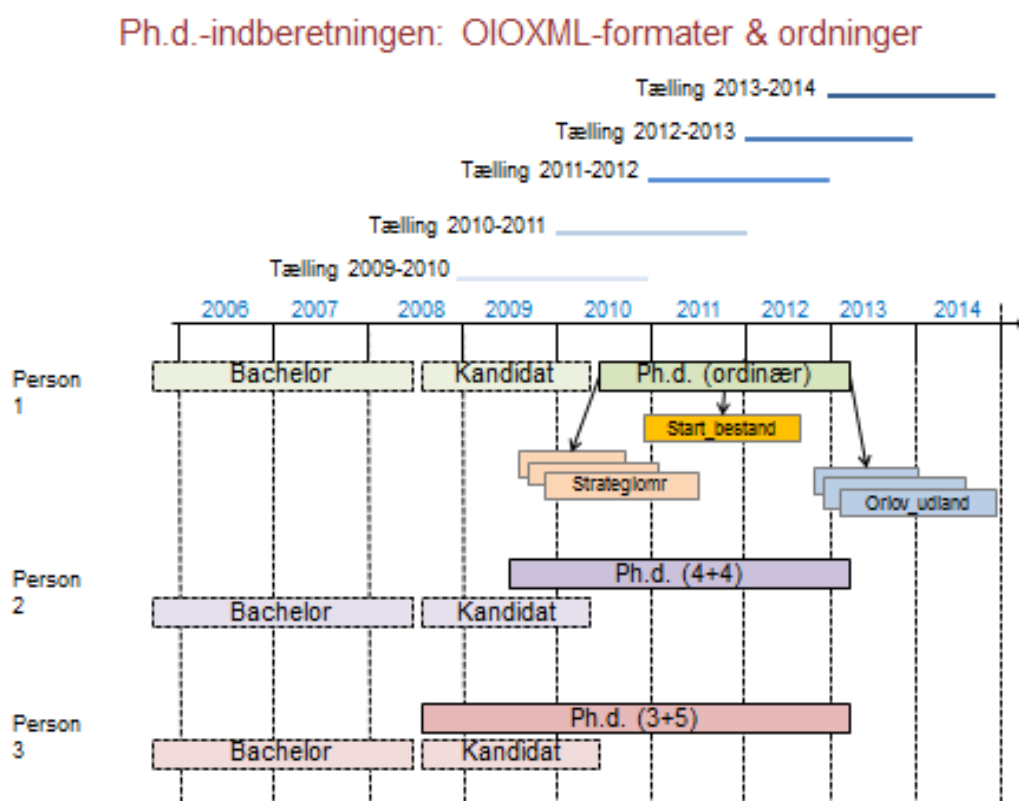 Ph.d.-indberetningen: OIOXML-formater & ordninger
Tælling 2013-2014
Tælling 2012-2013
Tælling 2011-2012
Tælling 2010-2011
Tælling 2009-2010
2006 2007 2008 2009 2010 2011 2012 2013 2014
Person
1
Bachelor
Kandidat
Ph.d. (ordinær)
Start_bestand
Strategiomr
Orlov_udland
Person
2
Ph.d. (4+4)
Bachelor
Kandidat
Person
3
Ph.d. (3+5)
Bachelor
Kandidat